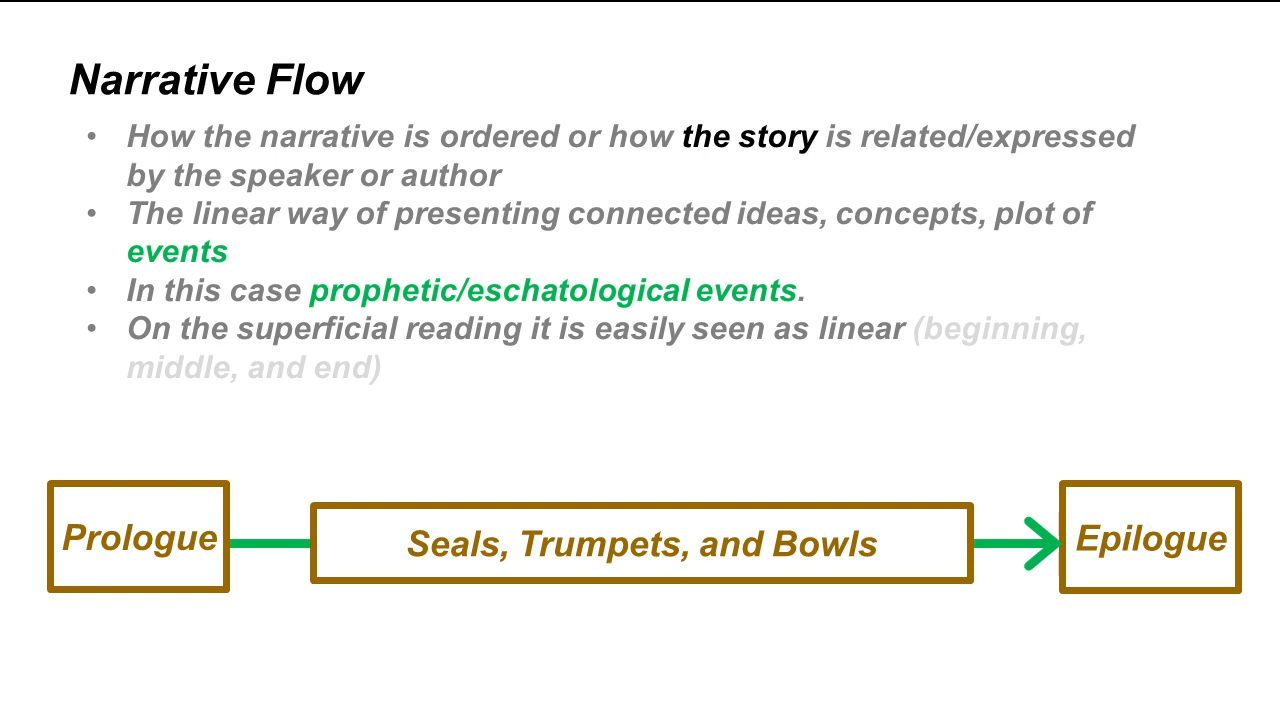 Narrative Flow
• How the narrative is ordered or how the story is related/expressed
by the speaker or author
• The linear way of presenting connected ideas, concepts, plot of
events
• In this case prophetic/eschatological events.
• On the superficial reading it is easily seen as linear (beginning,
middle, and end)
Prologue
Seals, Trumpets, and Bowls
Epilogue